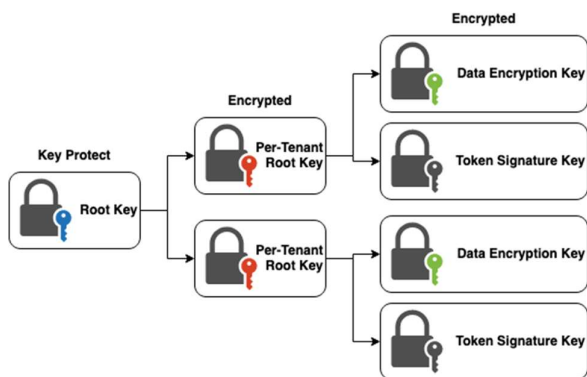 Key Protect
Root Key
Encrypted
Per-Tenant
Root Key
Per-Tenant
Root Key
Encrypted
Data Encryption Key
Token Signature Key
Data Encryption Key
Token Signature Key